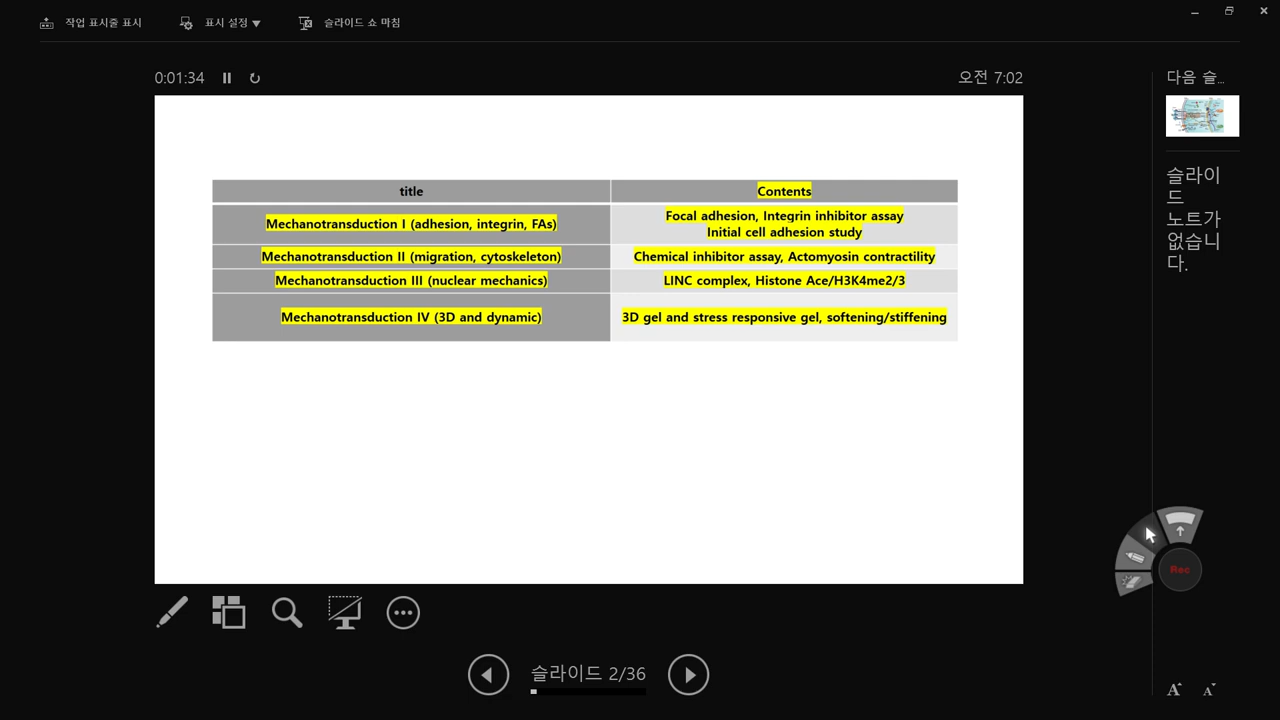 작업 표시줄 표시
표시 설정 ▼
슬라이드 쇼 마침
0:01:34
오전 7:02
다음 슬...
title
Contents
Mechanotransduction I (adhesion, integrin, FAs)
Focal adhesion, Integrin inhibitor assay
Initial cell adhesion study
Mechanotransduction II (migration, cytoskeleton)
Chemical inhibitor assay, Actomyosin contractility
Mechanotransduction III (nuclear mechanics)
LINC complex, Histone Ace/H3K4me2/3
Mechanotransduction IV (3D and dynamic)
3D gel and stress responsive gel, softening/stiffening
슬라이
드
노트가
없습니
다.
Rec
슬라이드 2/36
A
A